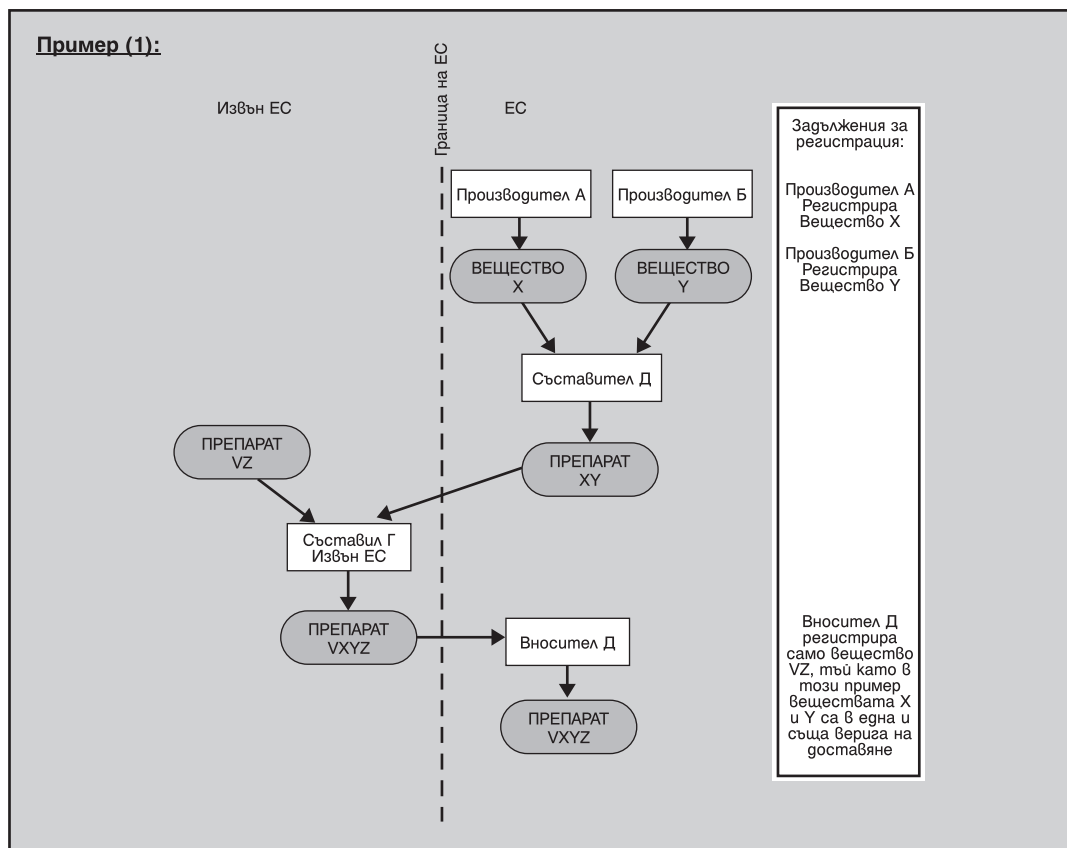 Пример (1):
Извън ЕС
Граница на ЕС
ЕС
Производител А
Производител Б
ВЕЩЕСТВО
X
ВЕЩЕСТВО
Y
Съставител Д
ПРЕПАРАТ
VZ
ПРЕПАРАТ
XY
Съставил Г
Извън ЕС
ПРЕПАРАТ
VXYZ
Вносител Д
ПРЕПАРАТ
VXYZ
Задължения за
регистрация:
Производител А
Регистрира
Вещество X
Производител Б
Регистрира
Вещество Y
Вносител Д
регистрира
само вещество
VZ, тъй като в
този пример
веществата X
и Y са в една и
съща верига на
доставяне